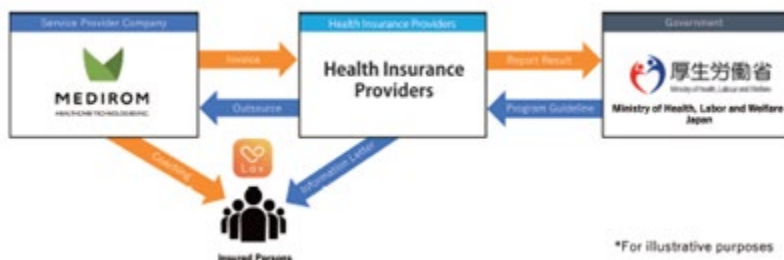 Service Provider Company
Health Insurance Providers
Government
MEDIROM
HEALTHCARE TECHNOLOGIES INC.
Invoice
Outsource
Health Insurance
Providers
Report Result
Program Guideline
厚生労働省
Ministry of Health, Labour and Welfare
Ministry of Health, Labor and Welfare
Japan
Coaching
Lav
Information Letter
Insured Persons
*For illustrative purposes